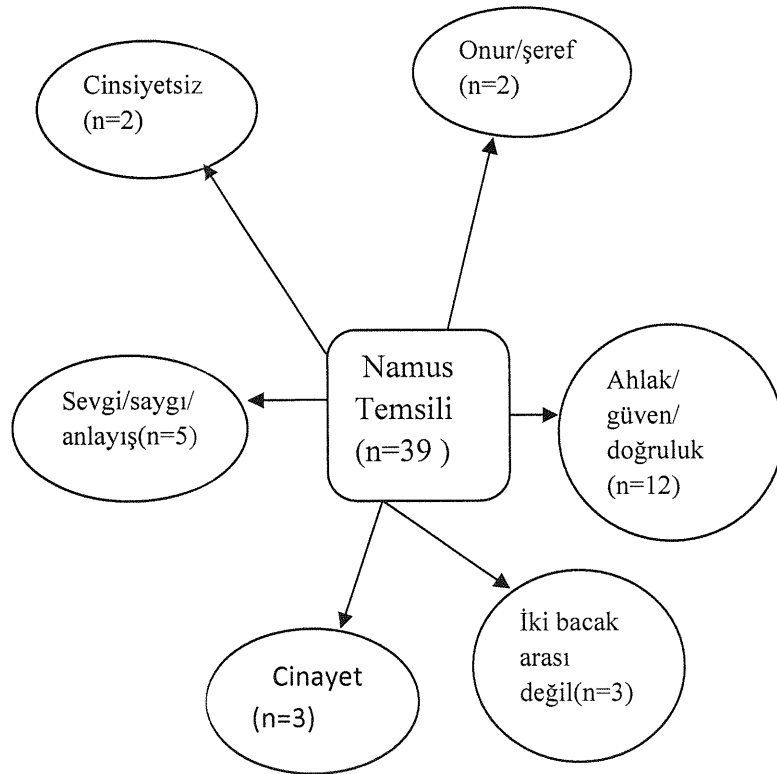 Onur/şeref
(n=2)
Cinsiyetsiz
(n=2)
Namus
Temsili
(n=39 )
Sevgi/saygı/
anlayış(n=5)
Ahlak/
güven/
doğruluk
(n=12)
İki bacak
arası
değil(n=3)
Cinayet
(n=3)